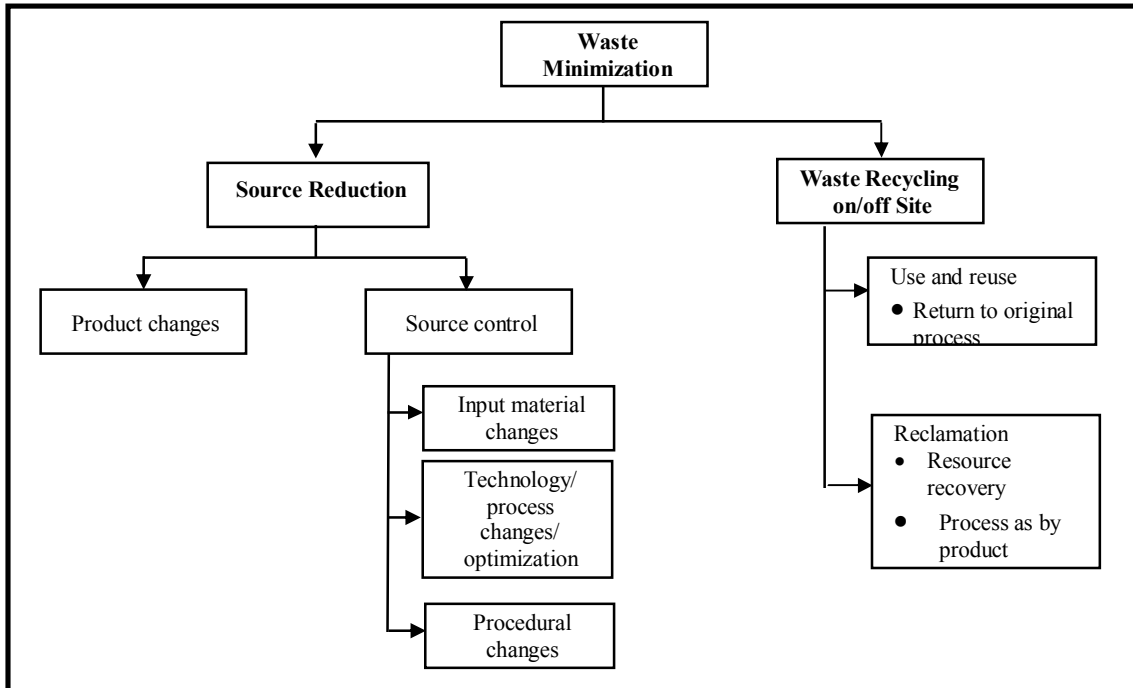 Waste
Minimization
Source Reduction
Waste Recycling
on/off Site
Product changes
Source control
Input material
changes
Technology/
process
changes/
optimization
Procedural
changes
Use and reuse
● Return to original
process
Reclamation
• Resource
recovery
● Process as by
product